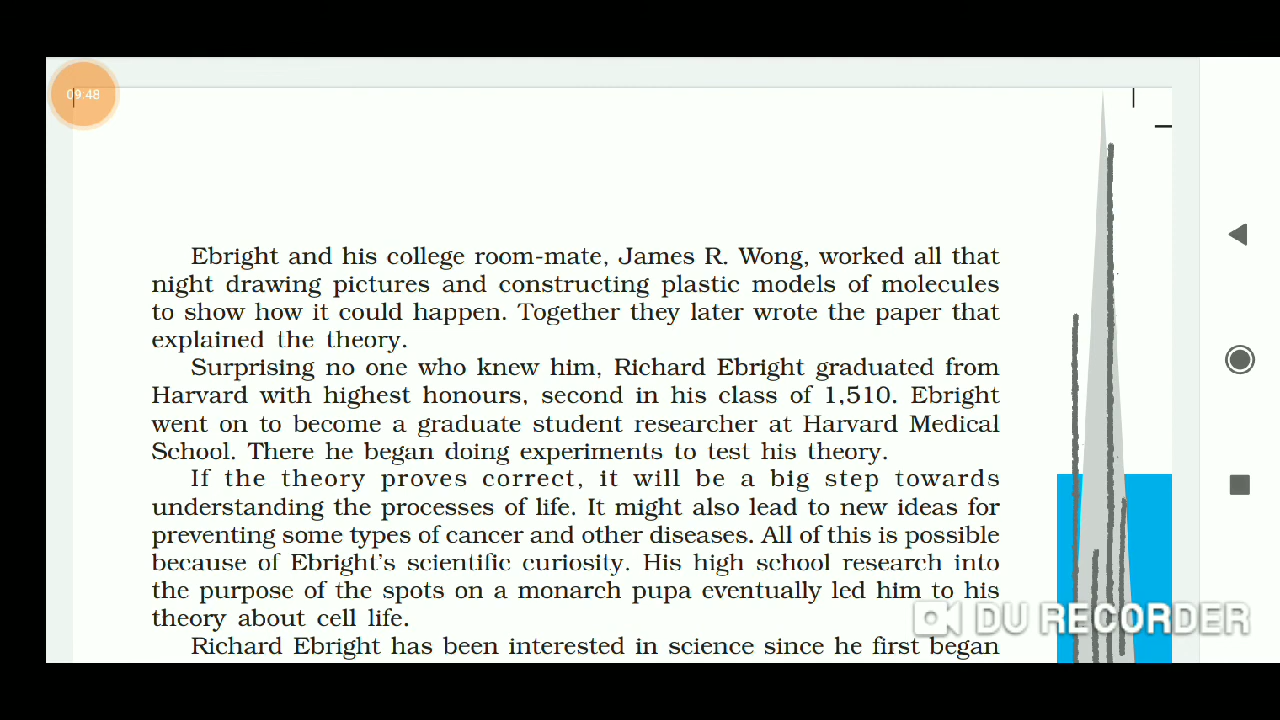 09:48
Ebright and his college room-mate, James R. Wong, worked all that
night drawing pictures and constructing plastic models of molecules
to show how it could happen. Together they later wrote the paper that
explained the theory.
Surprising no one who knew him, Richard Ebright graduated from
Harvard with highest honours, second in his class of 1,510. Ebright
went on to become a graduate student researcher at Harvard Medical
School. There he began doing experiments to test his theory.
If the theory proves correct, it will be a big step towards
understanding the processes of life. It might also lead to new ideas for
preventing some types of cancer and other diseases. All of this is possible
because of Ebright's scientific curiosity. His high school research into
the purpose of the spots on a monarch pupa eventually led him to his
theory about cell life.
DU RECORDER
Richard Ebright has been interested in science since he first began